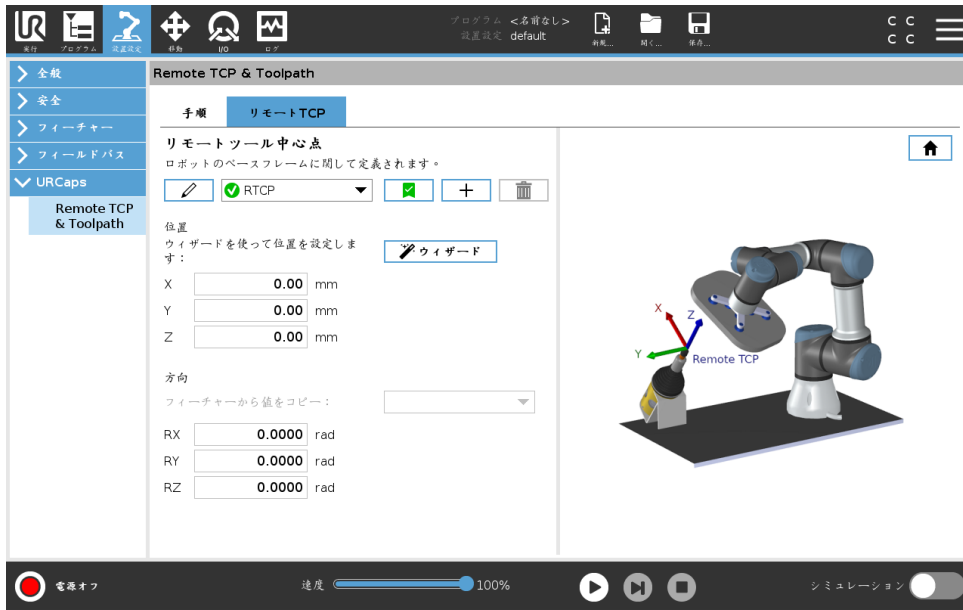 UR
実行
プログラム
設置設定
移動
I/O
ログ
プログラム <名前なし>
設置設定 default
新規...
開く...
保存...
C C
C C
全般
安全
フィーチャー
フィールドバス
URCaps
Remote TCP
& Toolpath
Remote TCP & Toolpath
手順
リモートTCP
リモートツール中心点
ロボットのベースフレームに関して定義されます。
RTCP
位置
ウィザードを使って位置を設定しま
す:
ウィザード
X 0.00 mm
Y 0.00 mm
Z 0.00 mm
方向
フィーチャーから値をコピー:
RX 0.0000 rad
RY 0.0000 rad
RZ 0.0000 rad
X
Z
Y
Remote TCP
電源オフ
速度
100%
シミュレーション